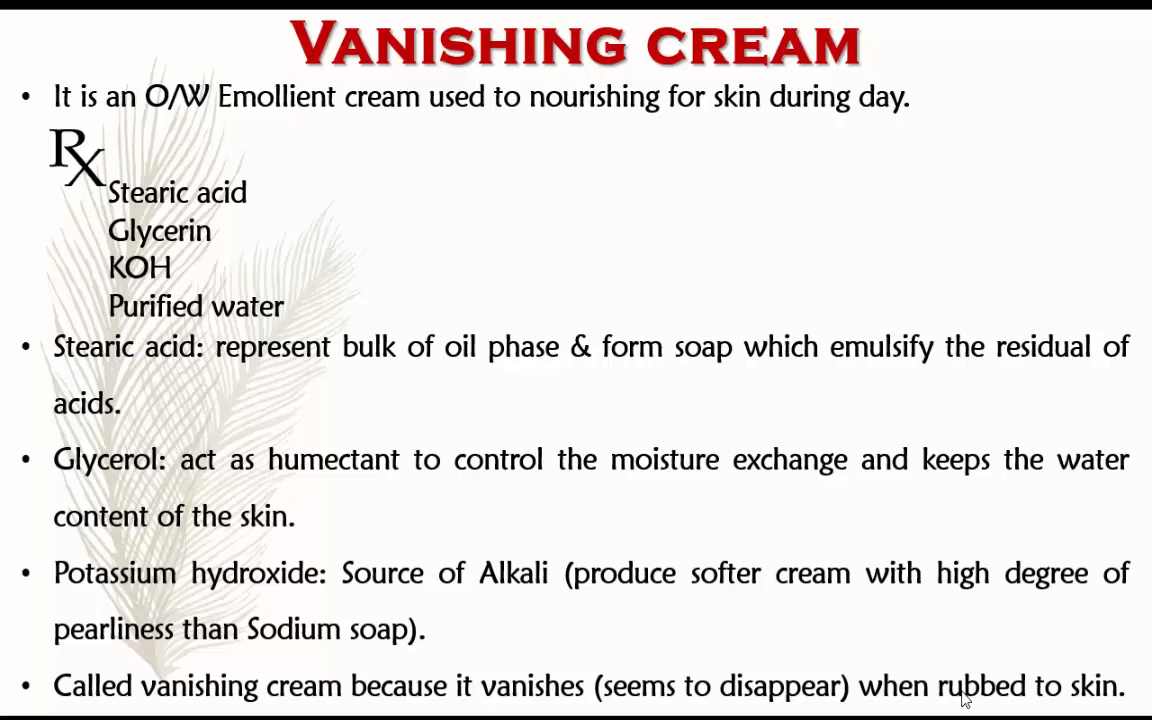 VANISHING CREAM
• It is an O/W Emollient cream used to nourishing for skin during day.
Rx
Stearic acid
Glycerin
KOH
Purified water
• Stearic acid: represent bulk of oil phase & form soap which emulsify the residual of
acids.
• Glycerol: act as humectant to control the moisture exchange and keeps the water
content of the skin.
• Potassium hydroxide: Source of Alkali (produce softer cream with high degree of
pearliness than Sodium soap).
• Called vanishing cream because it vanishes (seems to disappear) when rubbed to skin.